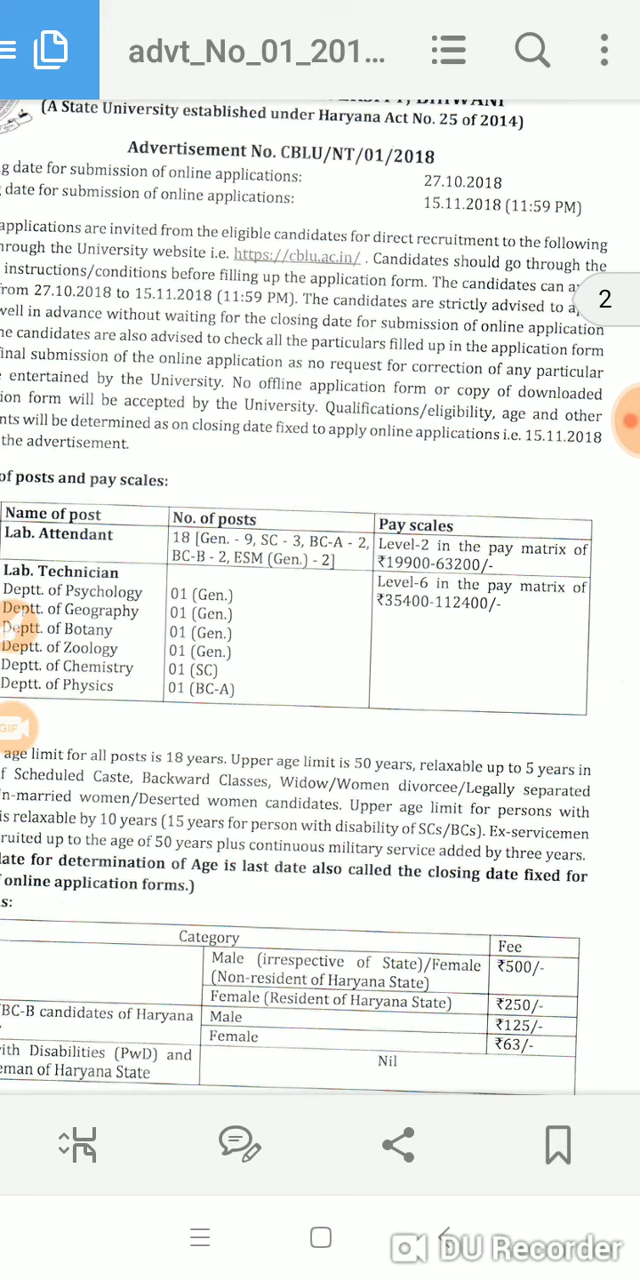 advt_No_01_201...
(A State University established under Haryana Act No. 25 of 2014)
Advertisement No. CBLU/NT/01/2018
g date for submission of online applications: 27.10.2018
date for submission of online applications: 15.11.2018 (11:59 PM)
2
applications are invited from the eligible candidates for direct recruitment to the following
hrough the University website i.e. https://cblu.ac.in/ . Candidates should go through the
instructions/conditions before filling up the application form. The candidates can a
from 27.10.2018 to 15.11.2018 (11:59 PM). The candidates are strictly advised to a
well in advance without waiting for the closing date for submission of online application
he candidates are also advised to check all the particulars filled up in the application form
final submission of the online application as no request for correction of any particular
entertained by the University. No offline application form or copy of downloaded
ion form will be accepted by the University. Qualifications/eligibility, age and other
nts will be determined as on closing date fixed to apply online applications i.e. 15.11.2018
the advertisement.
of posts and pay scales:
Name of post No. of posts Pay scales
Lab. Attendant 18 [Gen. - 9, SC - 3, BC-A - 2, Level-2 in the pay matrix of
BC-B - 2, ESM (Gen.) - 2] ₹19900-63200/-
Lab. Technician Level-6 in the pay matrix of
Deptt. of Psychology 01 (Gen.) ₹35400-112400/-
Deptt. of Geography 01 (Gen.)
Deptt. of Botany 01 (Gen.)
Deptt. of Zoology 01 (Gen.)
Deptt. of Chemistry 01 (SC)
Deptt. of Physics 01 (BC-A)
GIF
age limit for all posts is 18 years. Upper age limit is 50 years, relaxable up to 5 years in
f Scheduled Caste, Backward Classes, Widow/Women divorcee/Legally separated
n-married women/Deserted women candidates. Upper age limit for persons with
is relaxable by 10 years (15 years for person with disability of SCs/BCs). Ex-servicemen
ruited up to the age of 50 years plus continuous military service added by three years.
date for determination of Age is last date also called the closing date fixed for
online application forms.)
s:
Category Fee
Male (irrespective of State)/Female ₹500/-
(Non-resident of Haryana State)
Female (Resident of Haryana State) ₹250/-
BC-B candidates of Haryana Male ₹125/-
Female ₹63/-
ith Disabilities (PwD) and Nil
eman of Haryana State
DU Recorder